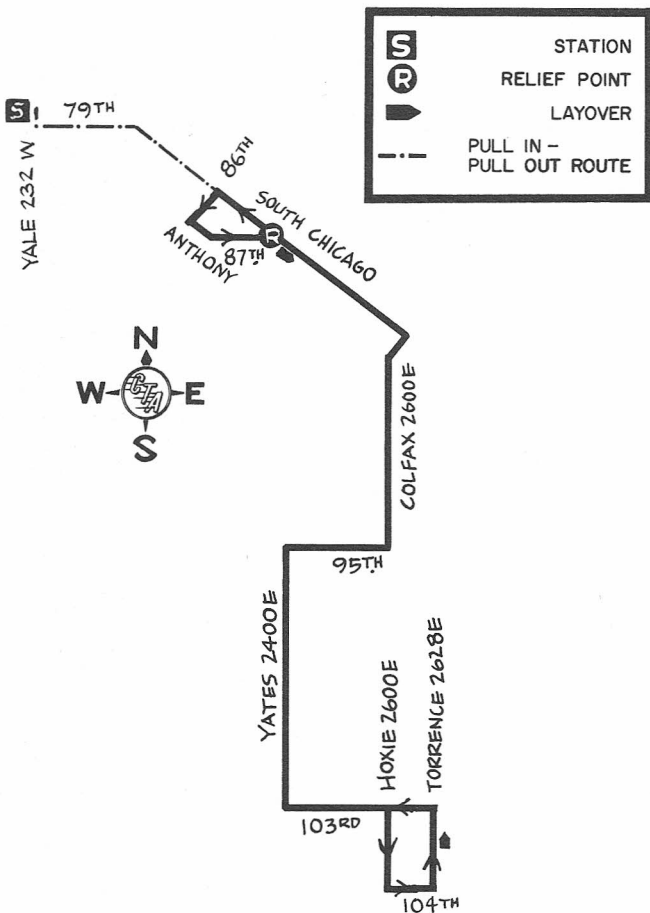 S STATION
R RELIEF POINT
LAYOVER
PULL IN -
PULL OUT ROUTE
S
79TH
YALE 232 W
86TH
SOUTH CHICAGO
R
ANTHONY
87TH
N
W CTA E
S
COLFAX 2600E
95TH
YATES 2400E
HOXIE 2600E
TORRENCE 2628E
103RD
104TH